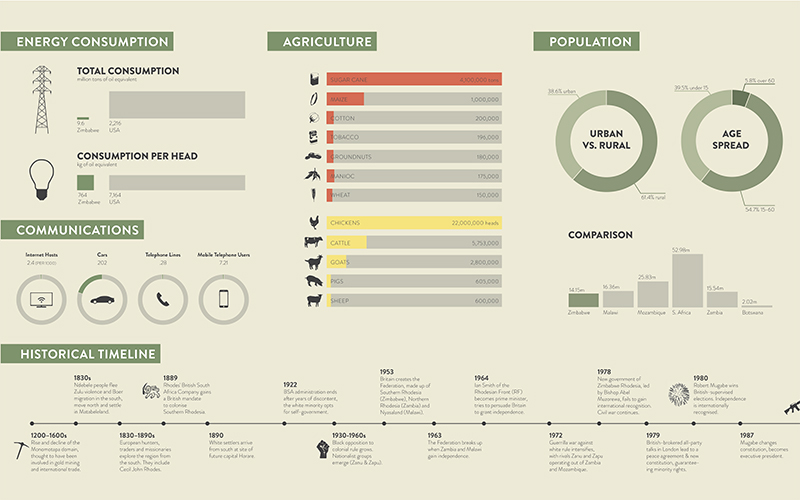 ENERGY CONSUMPTION
TOTAL CONSUMPTION
million tons of oil equivalent
9.6
Zimbabwe
2,216
USA
CONSUMPTION PER HEAD
kg of oil equivalent
764
Zimbabwe
7,164
USA
COMMUNICATIONS
Internet Hosts
Cars
202
Telephone Lines
28
Mobile Telephone Users
7.21
AGRICULTURE
SUGAR CANE
MAIZE 1,000,000
COTTON 200,000
TOBACCO 196,000
GROUNDNUTS 180,000
MANIOC 175,000
WHEAT 150,000
CHICKENS 22,000,000 heads
CATTLE 5,753,000
GOATS 2,800,000
PIGS 605,000
SHEEP 600,000
POPULATION
38.6% urban
URBAN
VS. RURAL
61.4% rural
39.5% under 15
5.8% over 60
AGE
SPREAD
54.7% 15-60
COMPARISON
14.15m
Zimbabwe
16.36m
Malawi
25.83m
Mozambique
52.98m
S. Africa
15.54m
Zambia
2.02m
Botswana
HISTORICAL TIMELINE
1200-1600s
Rise and decline of the
Monomotapa domain,
thought to have been
involved in gold mining
and international trade.
1830s
Ndebele people flee
Zulu violence and Boer
migration in the south,
move north and settle
in Matabeleland.
1830-1890s
European hunters,
traders and missionaries
explore the region from
the south. They include
Cecil John Rhodes.
1889
Rhodes' British South
Africa Company gains
a British mandate
to colonise
Southern Rhodesia.
1890
White settlers arrive
from south at site of
future capital Harare.
1922
BSA administration ends
after years of discontent,
the white minority opts
for self-government.
1930-1960s
Black opposition to
colonial rule grows.
Nationalist groups
emerge (Zanu & Zapu).
1953
Britain creates the
Federation, made up of
Southern Rhodesia
(Zimbabwe), Northern
Rhodesia (Zambia) and
Nyasaland (Malawi).
1963
The Federation breaks up
when Zambia and Malawi
gain independence.
1964
Ian Smith of the
Rhodesian Front (RF)
becomes prime minister,
tries to persuade Britain
to grant independence.
1972
Guerrilla war against
white rule intensifies,
with rivals Zanu and Zapu
operating out of Zambia
and Mozambique.
1978
New government of
Zimbabwe Rhodesia, led
by Bishop Abel
Muzorewa, fails to gain
international recognition.
Civil war continues.
1979
British-brokered all-party
talks in London lead to a
peace agreement & new
constitution, guarantee-
ing minority rights.
1980
Robert Mugabe wins
British-supervised
elections. Independence
is internationally
recognised.
1987
Mugabe changes
constitution, becomes
executive president.